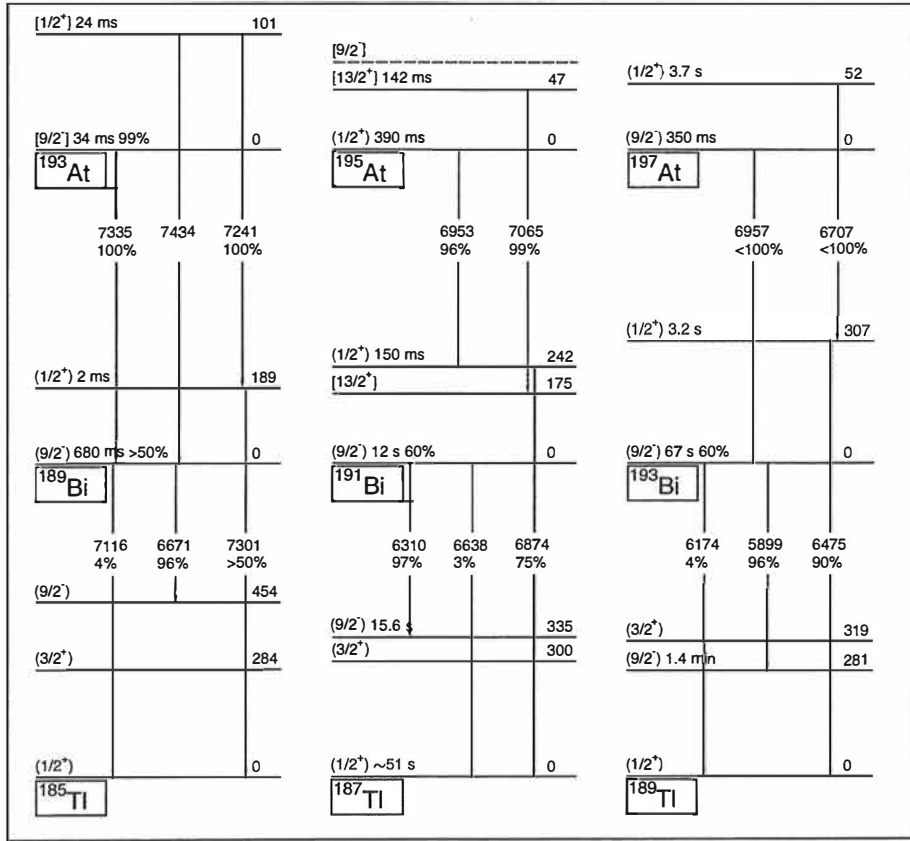 [1/2⁺] 24 ms 101
[9/2⁻] 34 ms 99% 0
¹⁹³At
7335 7434 7241
100% 100%
(1/2⁺) 2 ms 189
(9/2⁻) 680 ms >50% 0
¹⁸⁹Bi
7116 6671 7301
4% 96% >50%
(9/2⁻) 454
(3/2⁺) 284
(1/2⁺) 0
¹⁸⁵Tl
[9/2⁻]
[13/2⁺] 142 ms 47
(1/2⁺) 390 ms 0
¹⁹⁵At
6953 7065
96% 99%
(1/2⁺) 150 ms 242
[13/2⁺] 175
(9/2⁻) 12 s 60% 0
¹⁹¹Bi
6310 6638 6874
97% 3% 75%
(9/2⁻) 15.6 s 335
(3/2⁺) 300
(1/2⁺) ~51 s 0
¹⁸⁷Tl
(1/2⁺) 3.7 s 52
(9/2⁻) 350 ms 0
¹⁹⁷At
6957 6707
<100% <100%
(1/2⁺) 3.2 s 307
(9/2⁻) 67 s 60% 0
¹⁹³Bi
6174 5899 6475
4% 96% 90%
(3/2⁺) 319
(9/2⁻) 1.4 min 281
(1/2⁺) 0
¹⁸⁹Tl